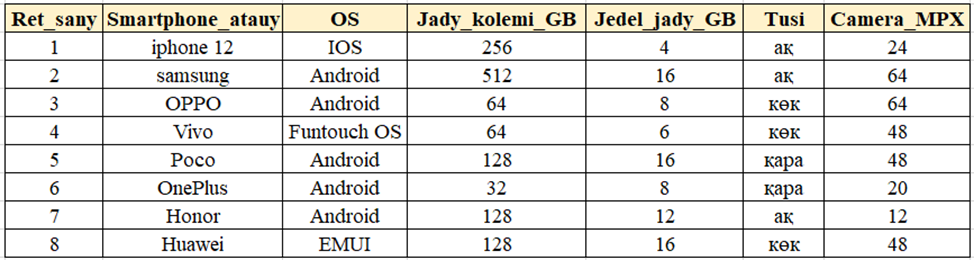 Ret_sany Smartphone_atauy OS Jady_kolemi_GB Jedel_jady_GB Tusi Camera_MPX
1 iphone 12 IOS 256 4 ақ 24
2 samsung Android 512 16 ақ 64
3 OPPO Android 64 8 көк 64
4 Vivo Funtouch OS 64 6 көк 48
5 Poco Android 128 16 қара 48
6 OnePlus Android 32 8 қара 20
7 Honor Android 128 12 ақ 12
8 Huawei EMUI 128 16 көк 48